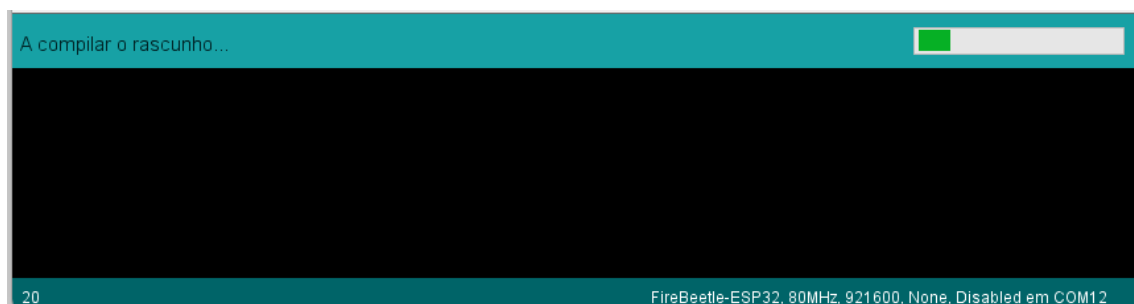 A compilar o rascunho...
20
FireBeetle-ESP32, 80MHz, 921600, None, Disabled em COM12